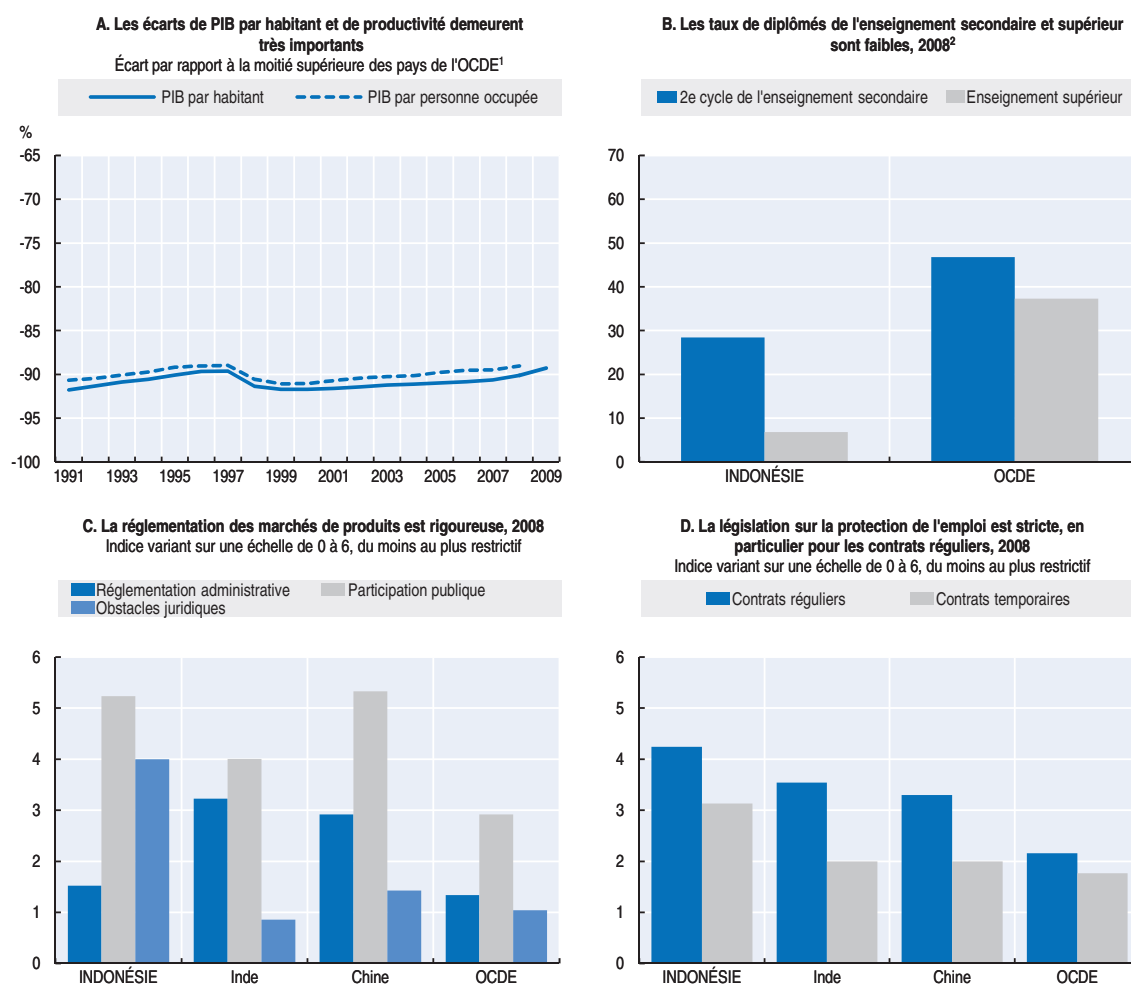 A. Les écarts de PIB par habitant et de productivité demeurent
très importants
Écart par rapport à la moitié supérieure des pays de l'OCDE1
PIB par habitant
PIB par personne occupée
%
-65
-70
-75
-80
-85
-90
-95
-100
1991 1993 1995 1997 1999 2001 2003 2005 2007 2009
B. Les taux de diplômés de l'enseignement secondaire et supérieur
sont faibles, 2008²
2e cycle de l'enseignement secondaire
Enseignement supérieur
70
60
50
40
30
20
10
0
INDONÉSIE OCDE
C. La réglementation des marchés de produits est rigoureuse, 2008
Indice variant sur une échelle de 0 à 6, du moins au plus restrictif
Réglementation administrative
Participation publique
Obstacles juridiques
6
5
4
3
2
1
0
INDONÉSIE Inde Chine OCDE
D. La législation sur la protection de l'emploi est stricte, en
particulier pour les contrats réguliers, 2008
Indice variant sur une échelle de 0 à 6, du moins au plus restrictif
Contrats réguliers
Contrats temporaires
6
5
4
3
2
1
0
INDONÉSIE Inde Chine OCDE